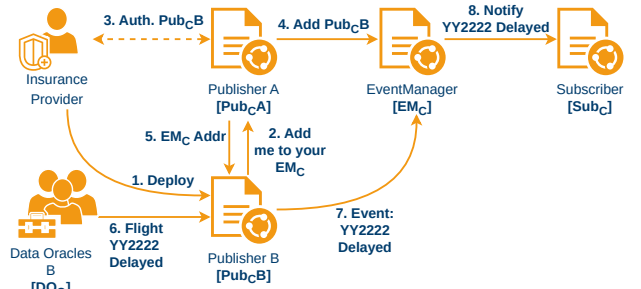 3. Auth. PubCB
4. Add PubCB
8. Notify
YY2222 Delayed
Insurance
Provider
Publisher A
[PubCA]
EventManager
[EMC]
Subscriber
[SubC]
5. EMC Addr
2. Add
me to your
EMC
1. Deploy
6. Flight
YY2222
Delayed
7. Event:
YY2222
Delayed
Data Oracles
B
Publisher B
[PubCB]